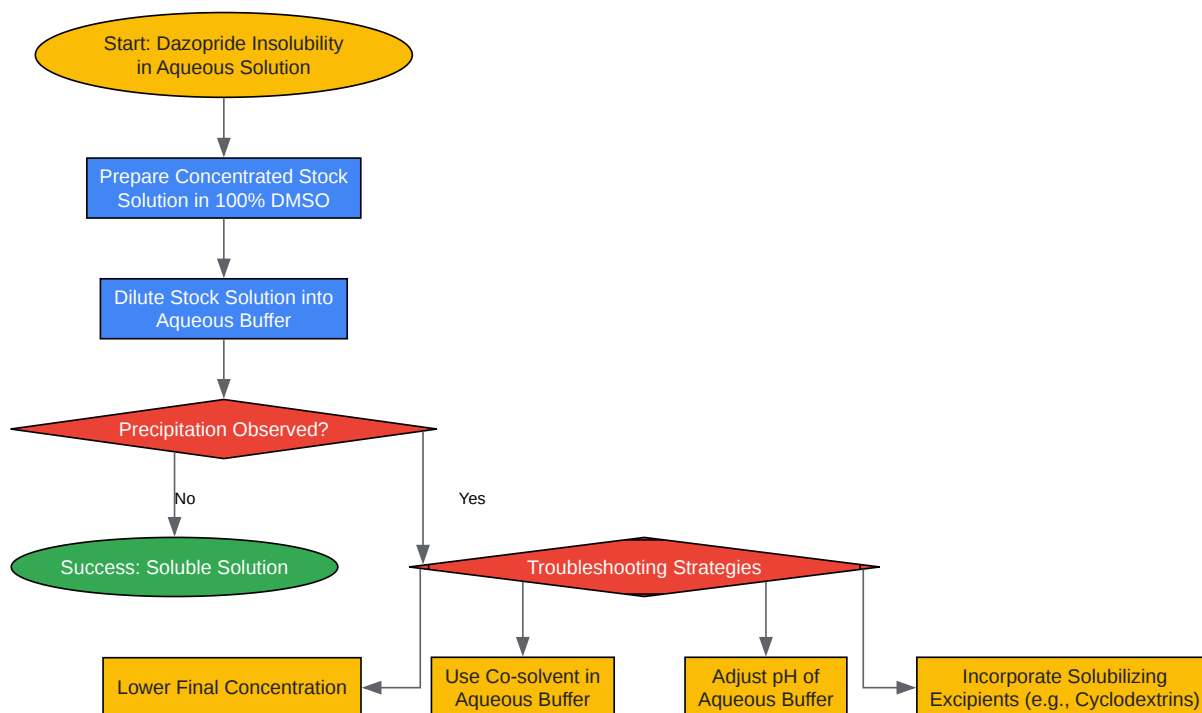 Start: Dazopride Insolubility
in Aqueous Solution
Prepare Concentrated Stock
Solution in 100% DMSO
Dilute Stock Solution into
Aqueous Buffer
Precipitation Observed?
No
Yes
Success: Soluble Solution
Troubleshooting Strategies
Lower Final Concentration
Use Co-solvent in
Aqueous Buffer
Adjust pH of
Aqueous Buffer
Incorporate Solubilizing
Excipients (e.g., Cyclodextrins)